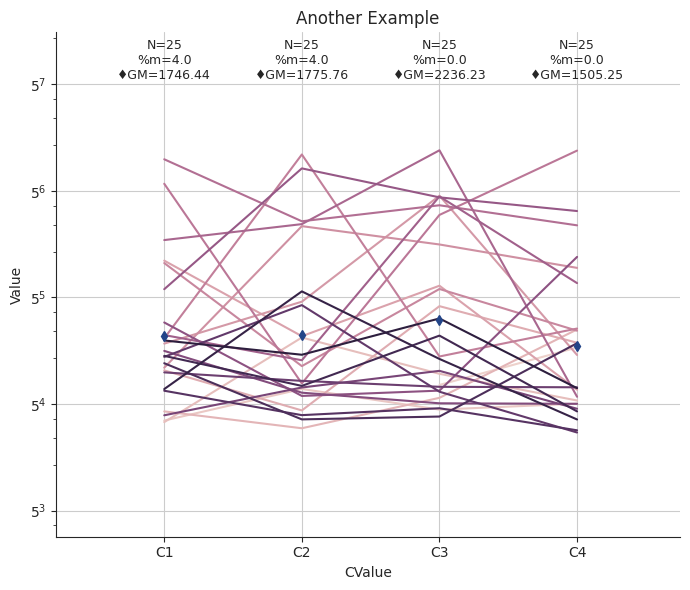 Another Example
N=25 N=25 N=25 N=25
%m=4.0 %m=4.0 %m=0.0 %m=0.0
♦GM=1746.44 ♦GM=1775.76 ♦GM=2236.23 ♦GM=1505.25
5⁷
5⁶
5⁵
5⁴
5³
Value
C1 C2 C3 C4
CValue